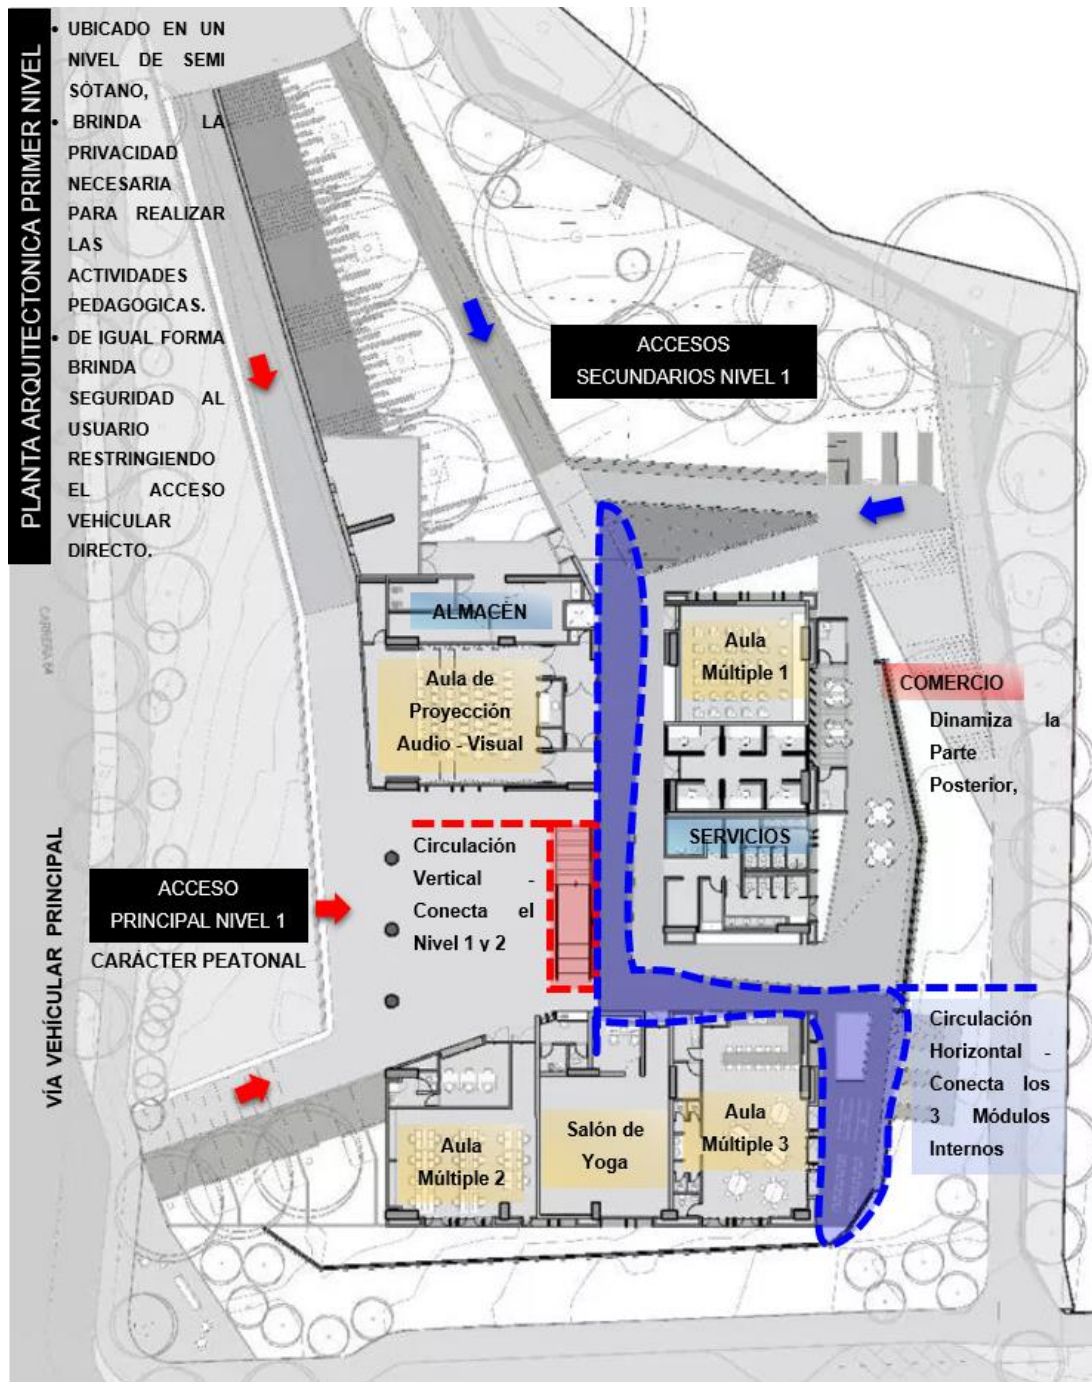 PLANTA ARQUITECTONICA PRIMER NIVEL
• UBICADO EN UN
NIVEL DE SEMI
SÓTANO,
• BRINDA LA
PRIVACIDAD
NECESARIA
PARA REALIZAR
LAS
ACTIVIDADES
PEDAGOGICAS.
• DE IGUAL FORMA
BRINDA
SEGURIDAD AL
USUARIO
RESTRINGIENDO
EL ACCESO
VEHÍCULAR
DIRECTO.
ACCESOS
SECUNDARIOS NIVEL 1
ALMACÉN
Aula de
Proyección
Audio - Visual
Aula
Múltiple 1
COMERCIO
Dinamiza la
Parte
Posterior,
SERVICIOS
Circulación
Vertical -
Conecta el
Nivel 1 y 2
ACCESO
PRINCIPAL NIVEL 1
CARÁCTER PEATONAL
VÍA VEHÍCULAR PRINCIPAL
Circulación
Horizontal -
Conecta los
3 Módulos
Internos
Aula
Múltiple 2
Salón de
Yoga
Aula
Múltiple 3